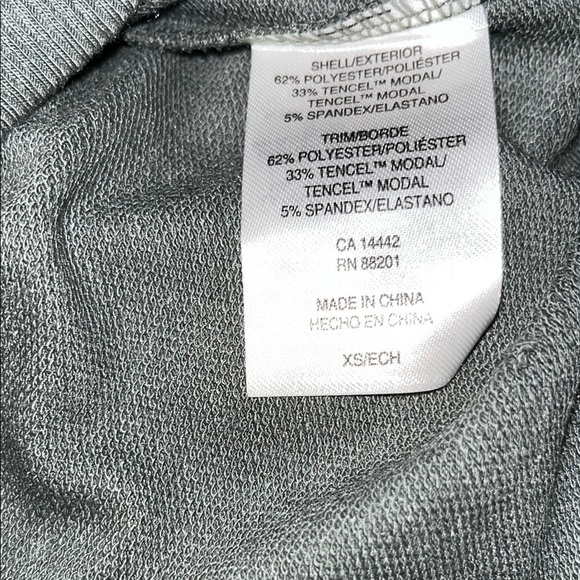 SHELL/EXTERIOR
62% POLYESTER/POLIÉSTER
33% TENCEL™ MODAL/
TENCEL™ MODAL
5% SPANDEX/ELASTANO
TRIM/BORDE
62% POLYESTER/POLIÉSTER
33% TENCEL™ MODAL/
TENCEL™ MODAL
5% SPANDEX/ELASTANO
CA 14442
RN 88201
MADE IN CHINA
HECHO EN CHINA
XS/ECH